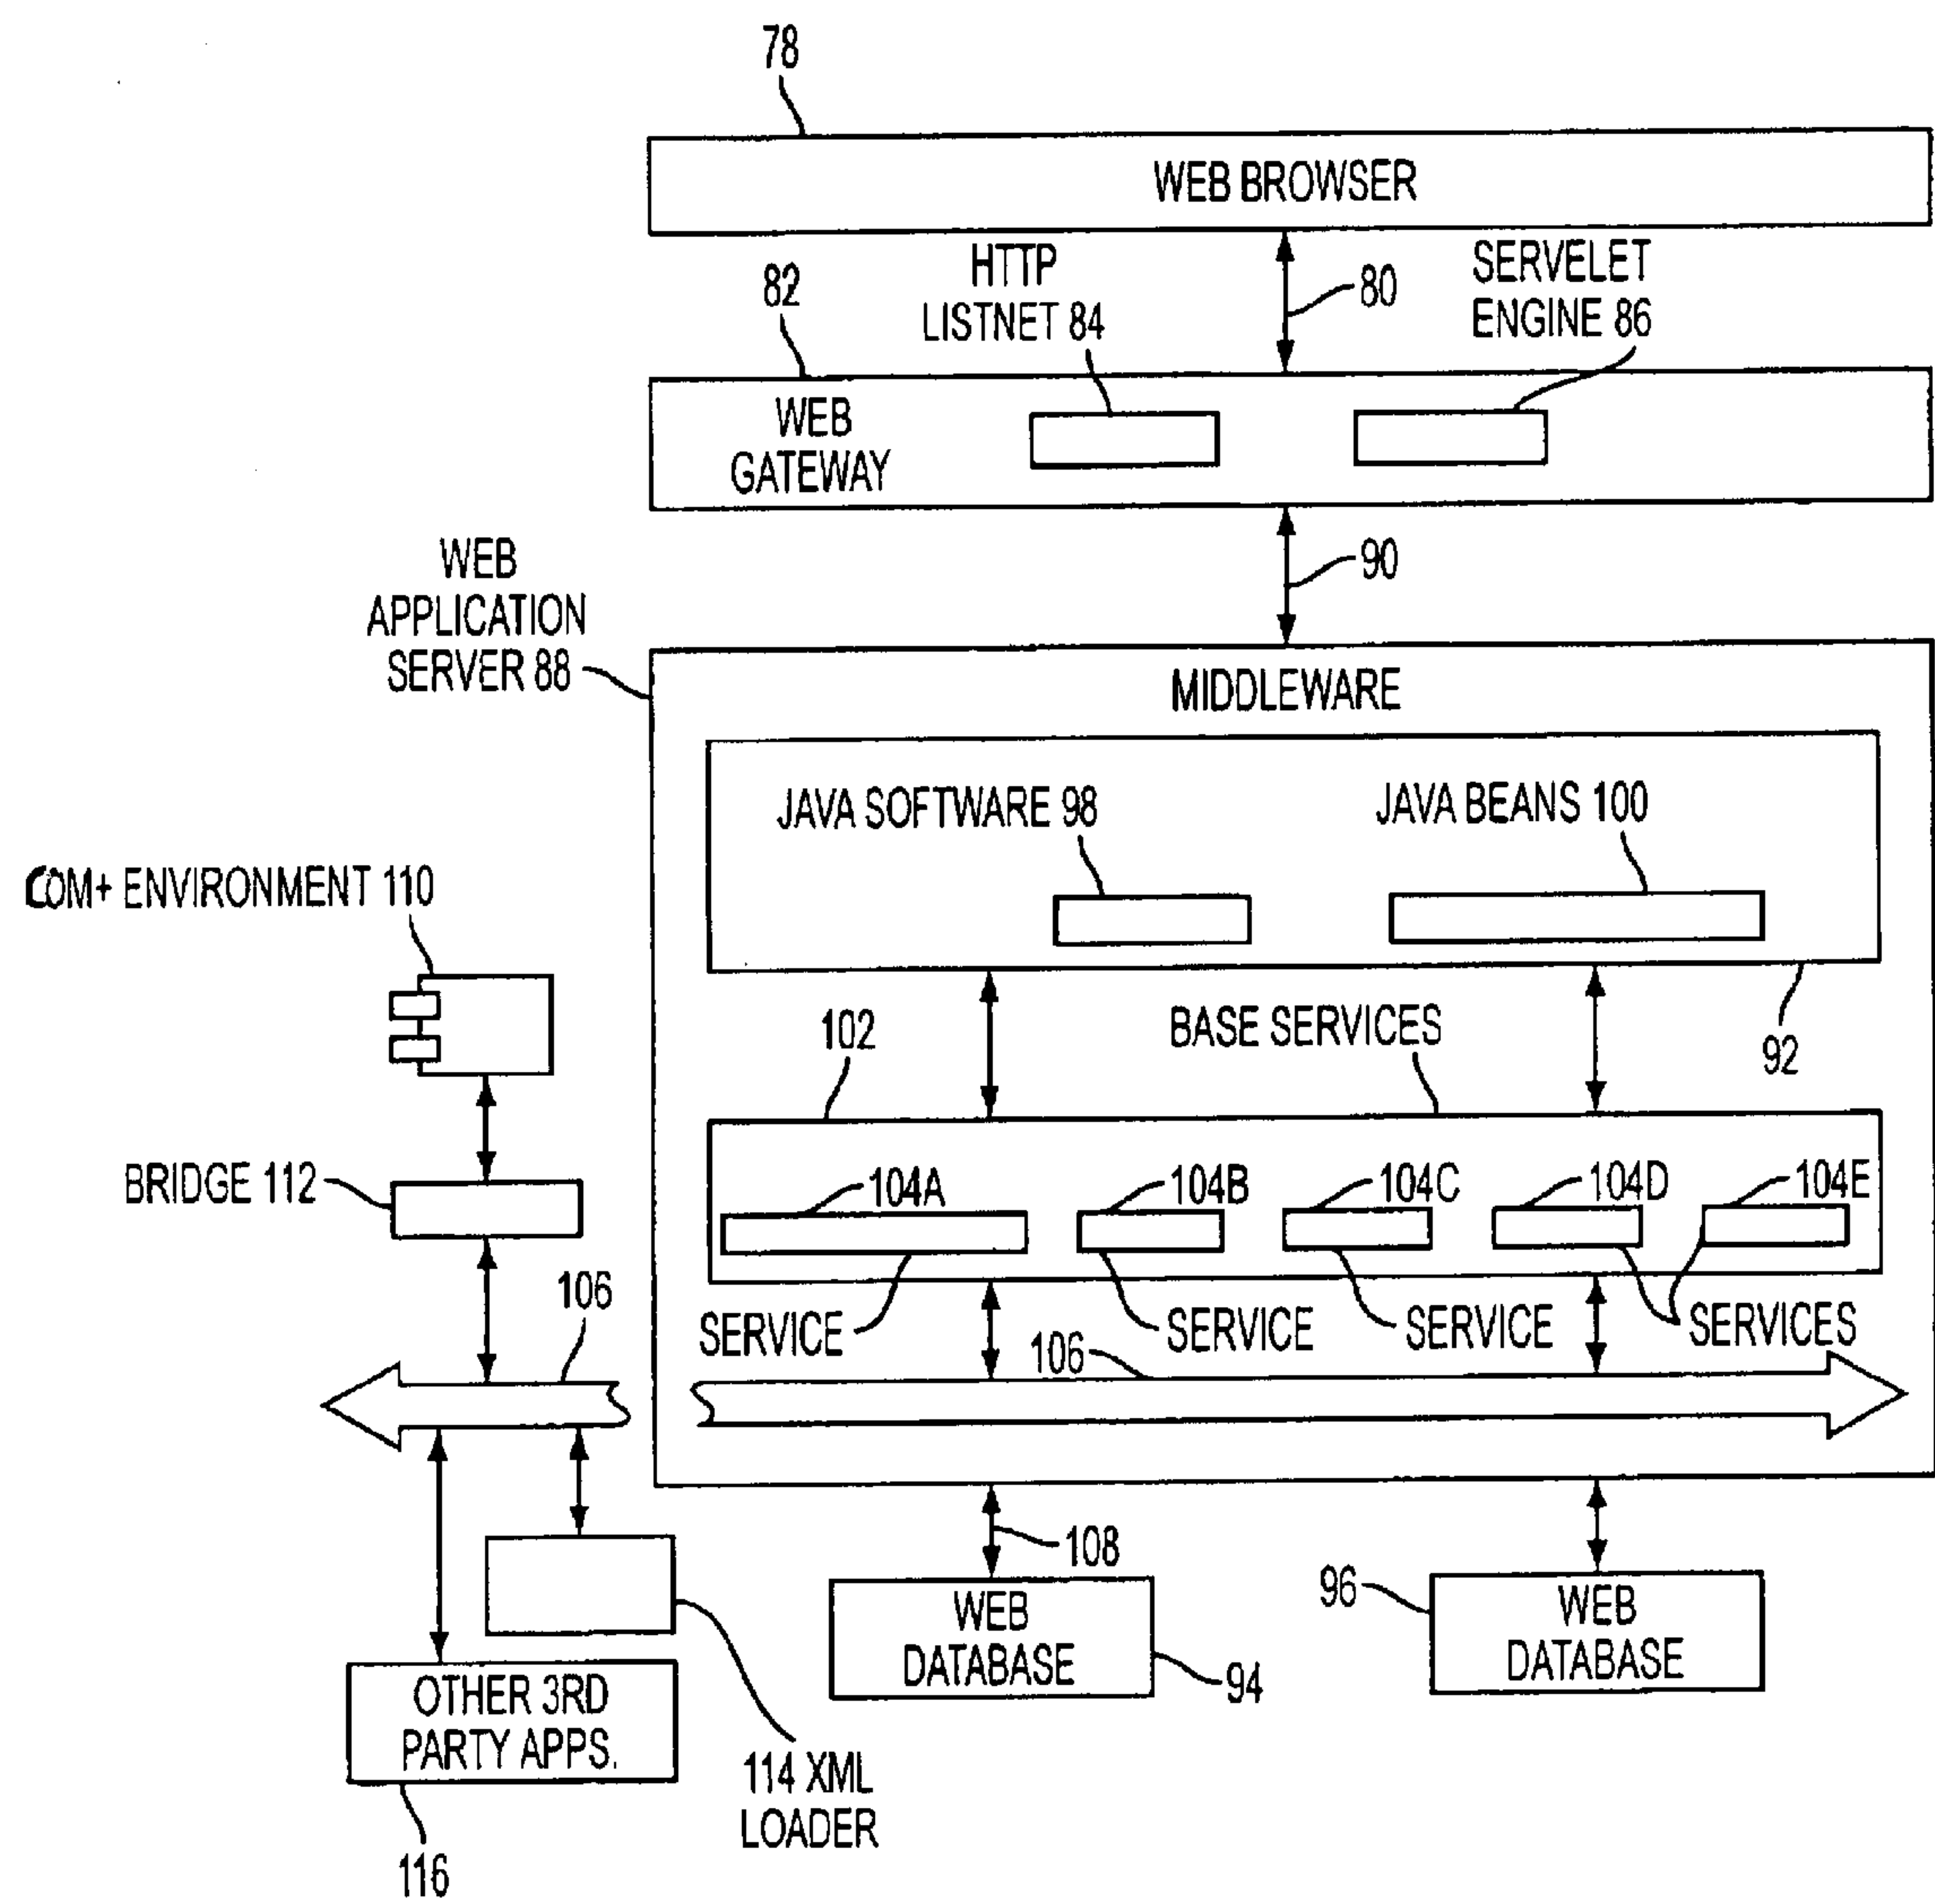 78
WEB BROWSER
HTTP
LISTNET 84
80
SERVELET
ENGINE 86
82
WEB
GATEWAY
90
WEB
APPLICATION
SERVER 88
MIDDLEWARE
JAVA SOFTWARE 98
JAVA BEANS 100
COM+ ENVIRONMENT 110
102
BASE SERVICES
92
BRIDGE 112
104A
104B
104C
104D
104E
106
SERVICE
SERVICE
SERVICE
SERVICES
106
108
WEB
DATABASE
94
96
WEB
DATABASE
OTHER 3RD
PARTY APPS.
114 XML
LOADER
116